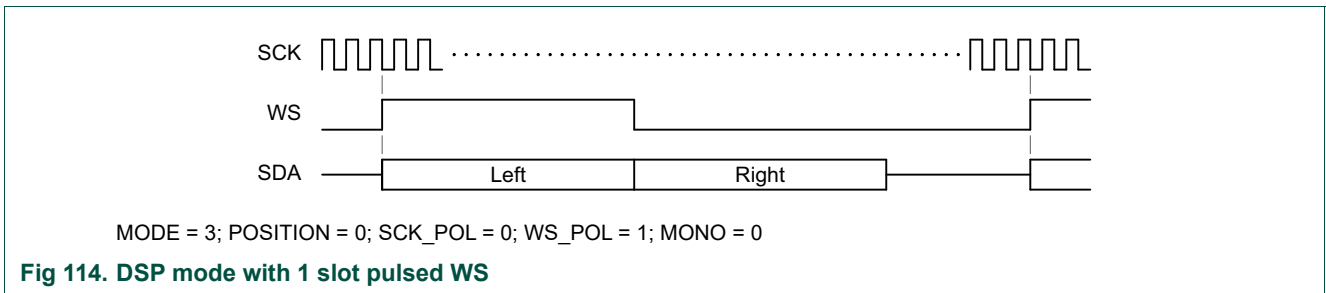 SCK
WS
SDA
Left Right
MODE = 3; POSITION = 0; SCK_POL = 0; WS_POL = 1; MONO = 0
Fig 114. DSP mode with 1 slot pulsed WS